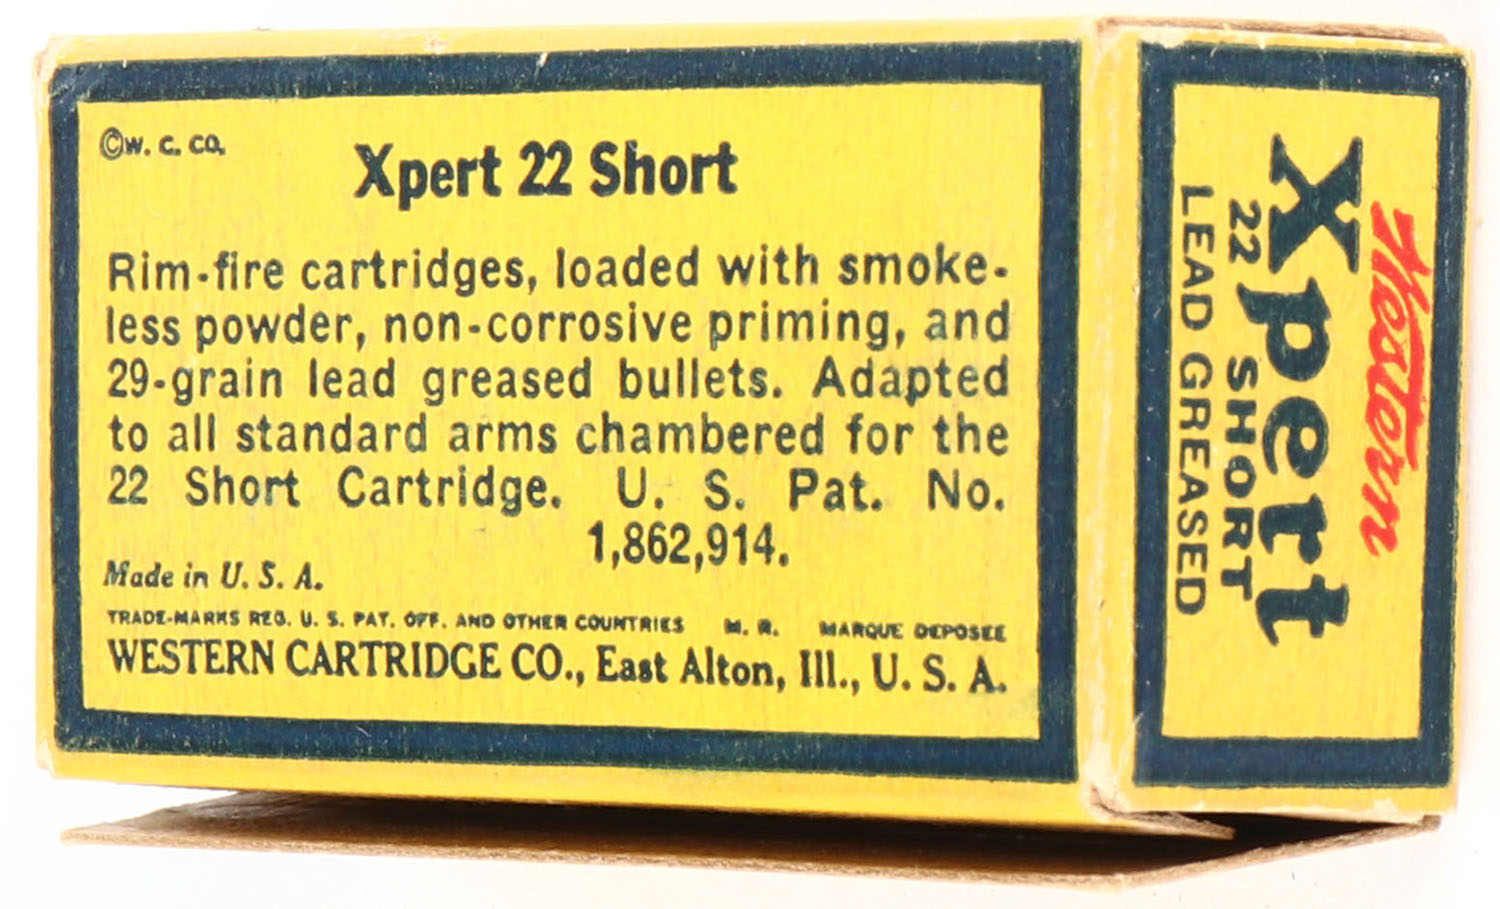 ©W. C. CO.
Xpert 22 Short
Rim-fire cartridges, loaded with smoke-
less powder, non-corrosive priming, and
29-grain lead greased bullets. Adapted
to all standard arms chambered for the
22 Short Cartridge. U. S. Pat. No.
1,862,914.
Made in U. S. A.
TRADE-MARKS REG. U. S. PAT. OFF. AND OTHER COUNTRIES M. R. MARQUE DEPOSEE
WESTERN CARTRIDGE CO., East Alton, Ill., U. S. A.
Western
Xpert
22 SHORT
LEAD GREASED